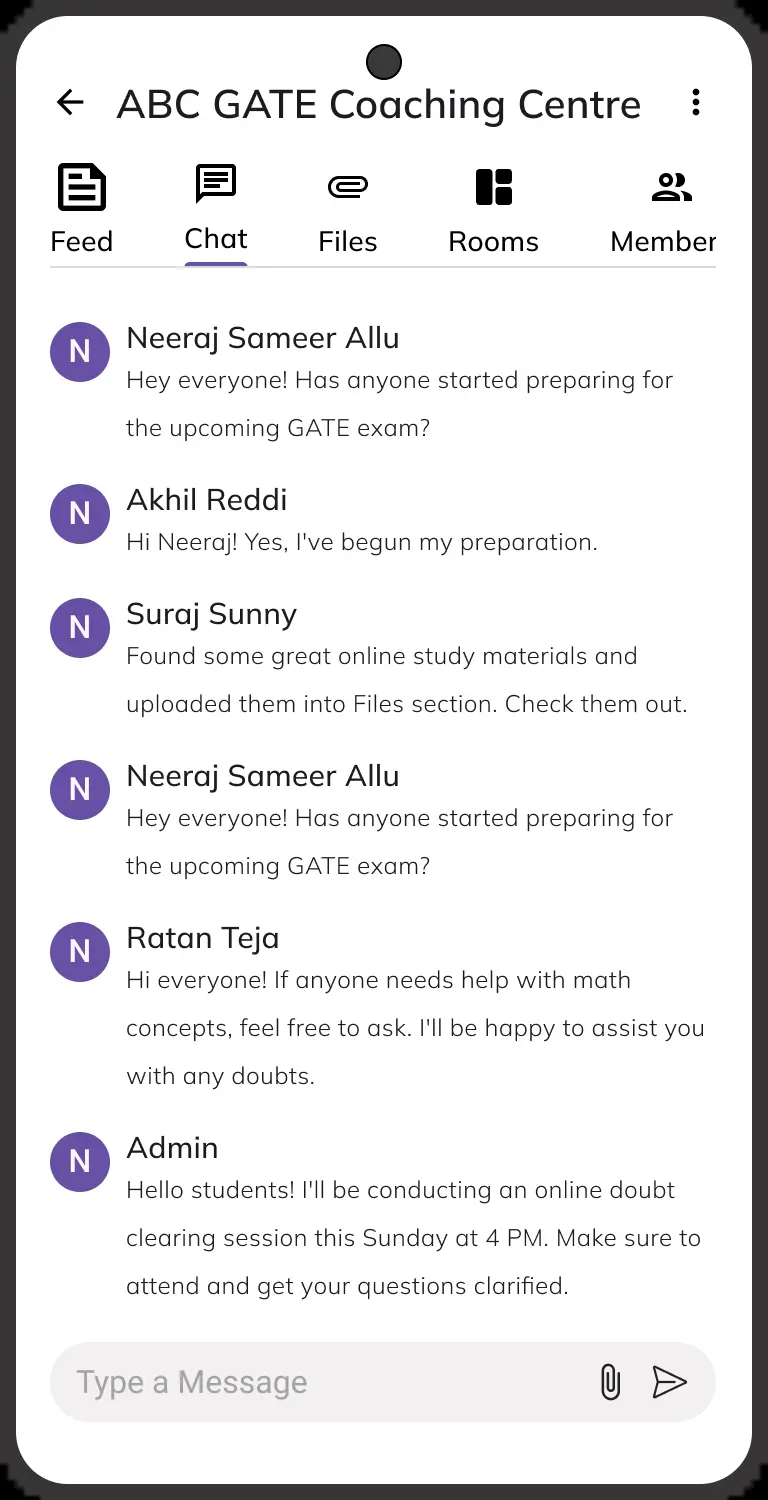 ABC GATE Coaching Centre
Feed Chat Files Rooms Member
N Neeraj Sameer Allu
Hey everyone! Has anyone started preparing for
the upcoming GATE exam?
N Akhil Reddi
Hi Neeraj! Yes, I've begun my preparation.
N Suraj Sunny
Found some great online study materials and
uploaded them into Files section. Check them out.
N Neeraj Sameer Allu
Hey everyone! Has anyone started preparing for
the upcoming GATE exam?
N Ratan Teja
Hi everyone! If anyone needs help with math
concepts, feel free to ask. I'll be happy to assist you
with any doubts.
N Admin
Hello students! I'll be conducting an online doubt
clearing session this Sunday at 4 PM. Make sure to
attend and get your questions clarified.
Type a Message